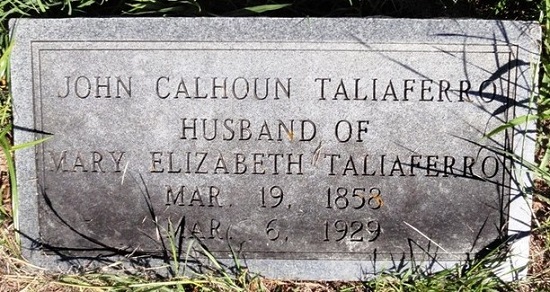 JOHN CALHOUN TALIAFERRO
HUSBAND OF
MARY ELIZABETH TALIAFERRO
MAR. 19, 1858
MAR. 6, 1929